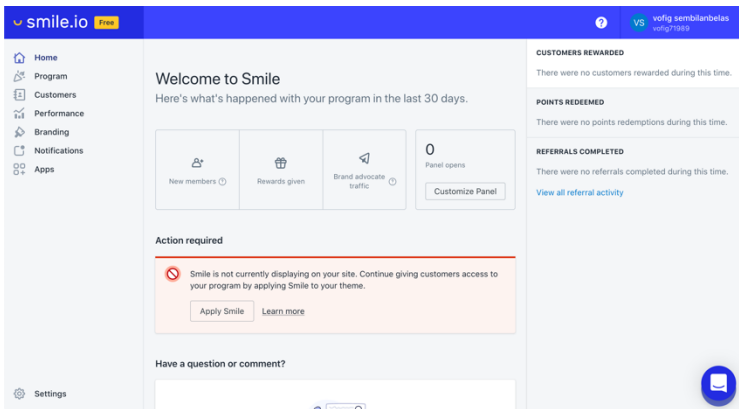 smile.io Free
?
VS
vofig sembilanbelas
vofig71989
Home
Program
Customers
Performance
Branding
Notifications
Apps
Settings
Welcome to Smile
Here's what's happened with your program in the last 30 days.
New members ?
Rewards given
Brand advocate
traffic ?
0
Panel opens
Customize Panel
Action required
Smile is not currently displaying on your site. Continue giving customers access to
your program by applying Smile to your theme.
Apply Smile
Learn more
Have a question or comment?
CUSTOMERS REWARDED
There were no customers rewarded during this time.
POINTS REDEEMED
There were no points redemptions during this time.
REFERRALS COMPLETED
There were no referrals completed during this time.
View all referral activity